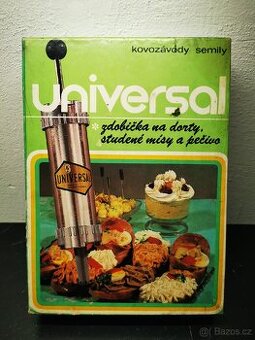 kovozávody semily
universal
* zdobička na dorty,
studené mísy a pečivo
UNIVERSAL
Bazos.cz